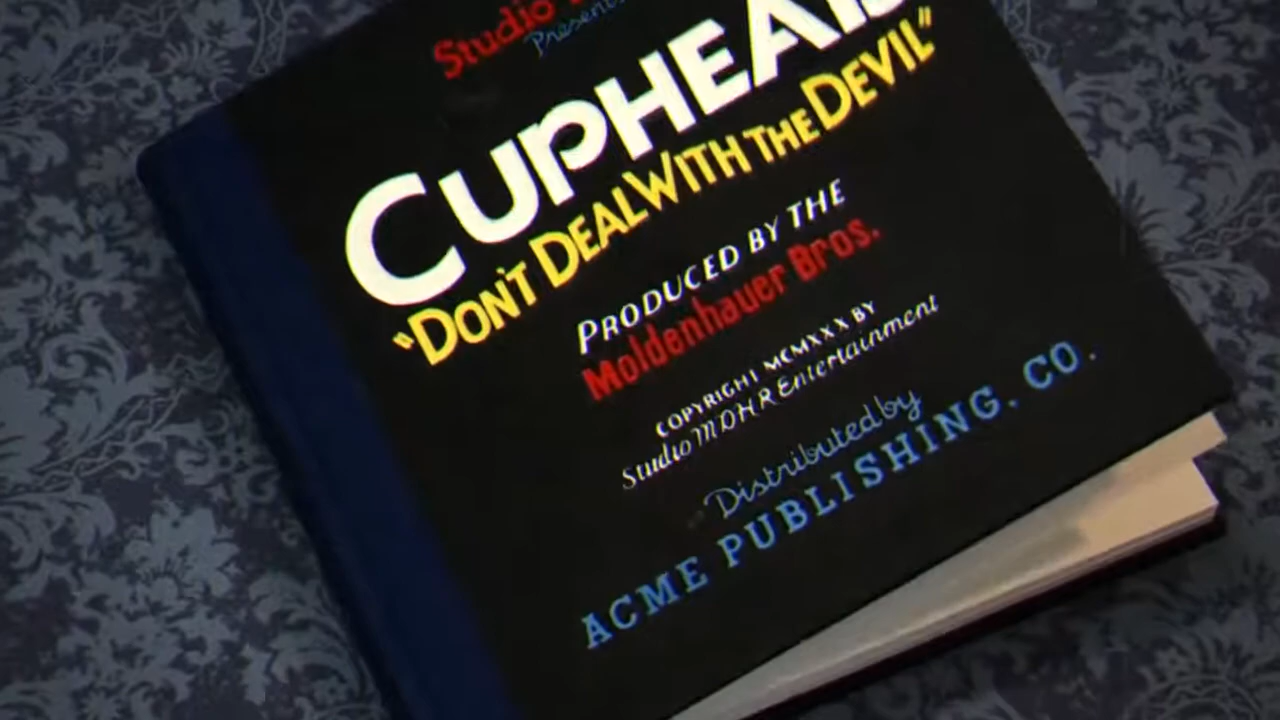 Studio
Presents
CUPHEAD
"DON'T DEAL WITH THE DEVIL"
PRODUCED BY THE
Moldenhauer Bros.
COPYRIGHT MCMXXX BY
Studio MDHR Entertainment
Distributed by
ACME PUBLISHING. CO.